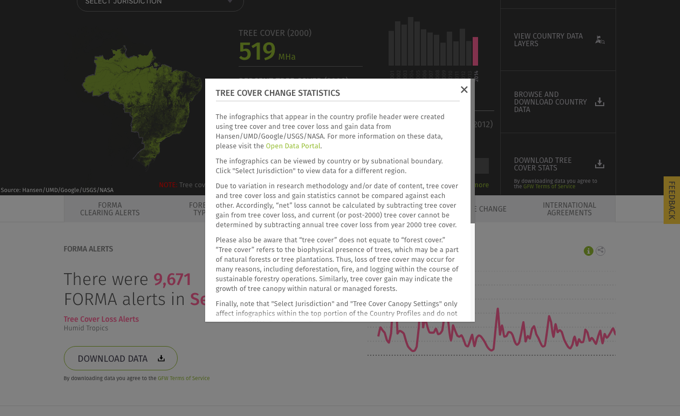 SELECT JURISDICTION
TREE COVER (2000)
519 MHa
VIEW COUNTRY DATA
LAYERS
BROWSE AND
DOWNLOAD COUNTRY
DATA
2012)
DOWNLOAD TREE
COVER STATS
By downloading data you agree to
the GFW Terms of Service
Source: Hansen/UMD/Google/USGS/NASA
NOTE: Tree cov
more
FORMA
CLEARING ALERTS
FORES
TYP
E CHANGE
INTERNATIONAL
AGREEMENTS
FEEDBACK
TREE COVER CHANGE STATISTICS
The infographics that appear in the country profile header were created
using tree cover and tree cover loss and gain data from
Hansen/UMD/Google/USGS/NASA. For more information on these data,
please visit the Open Data Portal.
The infographics can be viewed by country or by subnational boundary.
Click "Select Jurisdiction" to view data for a different region.
Due to variation in research methodology and/or date of content, tree cover
and tree cover loss and gain statistics cannot be compared against each
other. Accordingly, "net" loss cannot be calculated by subtracting tree cover
gain from tree cover loss, and current (or post-2000) tree cover cannot be
determined by subtracting annual tree cover loss from year 2000 tree cover.
Please also be aware that "tree cover" does not equate to "forest cover."
"Tree cover" refers to the biophysical presence of trees, which may be a part
of natural forests or tree plantations. Thus, loss of tree cover may occur for
many reasons, including deforestation, fire, and logging within the course of
sustainable forestry operations. Similarly, tree cover gain may indicate the
growth of tree canopy within natural or managed forests.
Finally, note that "Select Jurisdiction" and "Tree Cover Canopy Settings" only
affect infographics within the top portion of the Country Profiles and do not
FORMA ALERTS
There were 9,671
FORMA alerts in Se
Tree Cover Loss Alerts
Humid Tropics
DOWNLOAD DATA
By downloading data you agree to the GFW Terms of Service